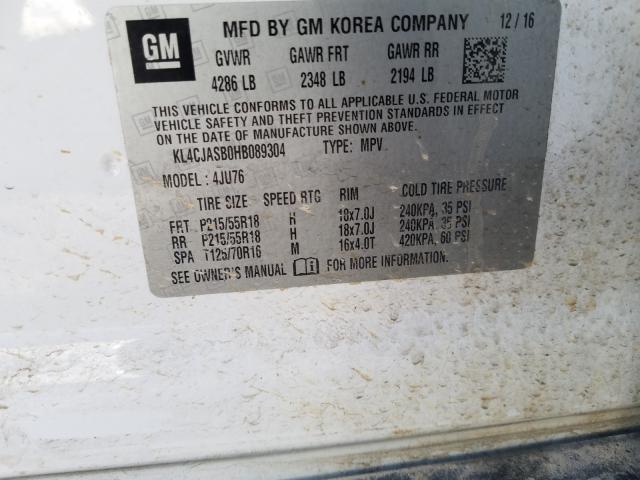 GM
MFD BY GM KOREA COMPANY 12/16
GVWR GAWR FRT GAWR RR
4286 LB 2348 LB 2194 LB
THIS VEHICLE CONFORMS TO ALL APPLICABLE U.S. FEDERAL MOTOR
VEHICLE SAFETY AND THEFT PREVENTION STANDARDS IN EFFECT
ON THE DATE OF MANUFACTURE SHOWN ABOVE.
KL4CJASB0HB089304 TYPE: MPV
MODEL: 4JU76
TIRE SIZE SPEED RTG RIM COLD TIRE PRESSURE
FRT P215/55R18 H 18x7.0J 240KPA, 35 PSI
RR P215/55R18 H 18x7.0J 240KPA, 35 PSI
SPA T125/70R16 M 16x4.0T 420KPA, 60 PSI
SEE OWNER'S MANUAL FOR MORE INFORMATION.